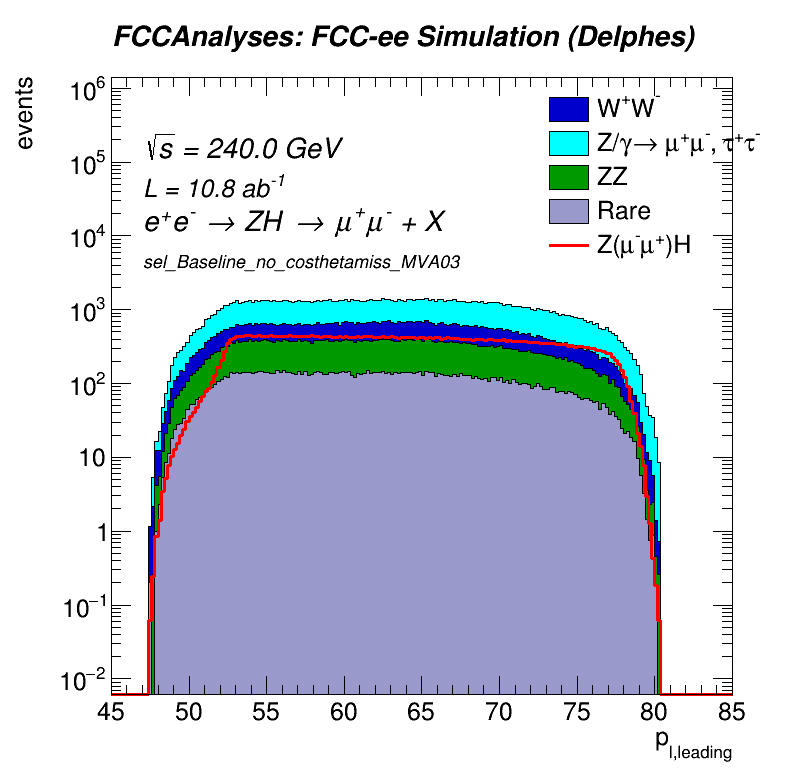 FCCAnalyses: FCC-ee Simulation (Delphes)
events
10⁶
10⁵
10⁴
10³
10²
10
1
10⁻¹
10⁻²
√s = 240.0 GeV
L = 10.8 ab⁻¹
e⁺e⁻ → ZH → μ⁺μ⁻ + X
sel_Baseline_no_costhetamiss_MVA03
W⁺W⁻
Z/γ→ μ⁺μ⁻, τ⁺τ⁻
ZZ
Rare
Z(μ⁻μ⁺)H
45 50 55 60 65 70 75 80 85
p_l,leading